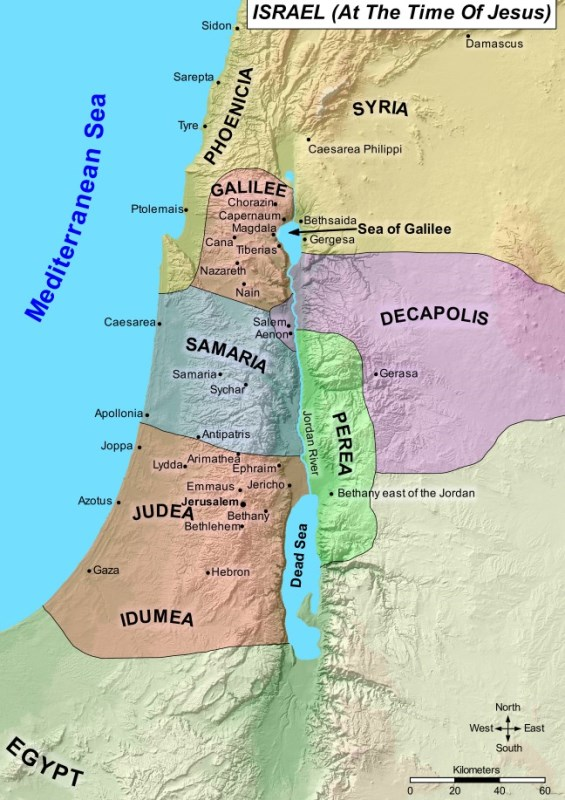 ISRAEL (At The Time Of Jesus)
Sidon
Damascus
Sarepta
PHOENICIA
SYRIA
Tyre
Caesarea Philippi
Mediterranean Sea
GALILEE
Chorazin
Ptolemais
Capernaum
Bethsaida
Magdala
Sea of Galilee
Cana
Gergesa
Tiberias
Nazareth
Nain
Caesarea
Salem
DECAPOLIS
Aenon
SAMARIA
Samaria
Gerasa
Sychar
Apollonia
Jordan River
PEREA
Antipatris
Joppa
Arimathea
Lydda
Ephraim
Emmaus
Jericho
Bethany east of the Jordan
Azotus
Jerusalem
JUDEA
Bethany
Bethlehem
Dead Sea
Gaza
Hebron
IDUMEA
EGYPT
North
West
East
South
Kilometers
0 20 40 60